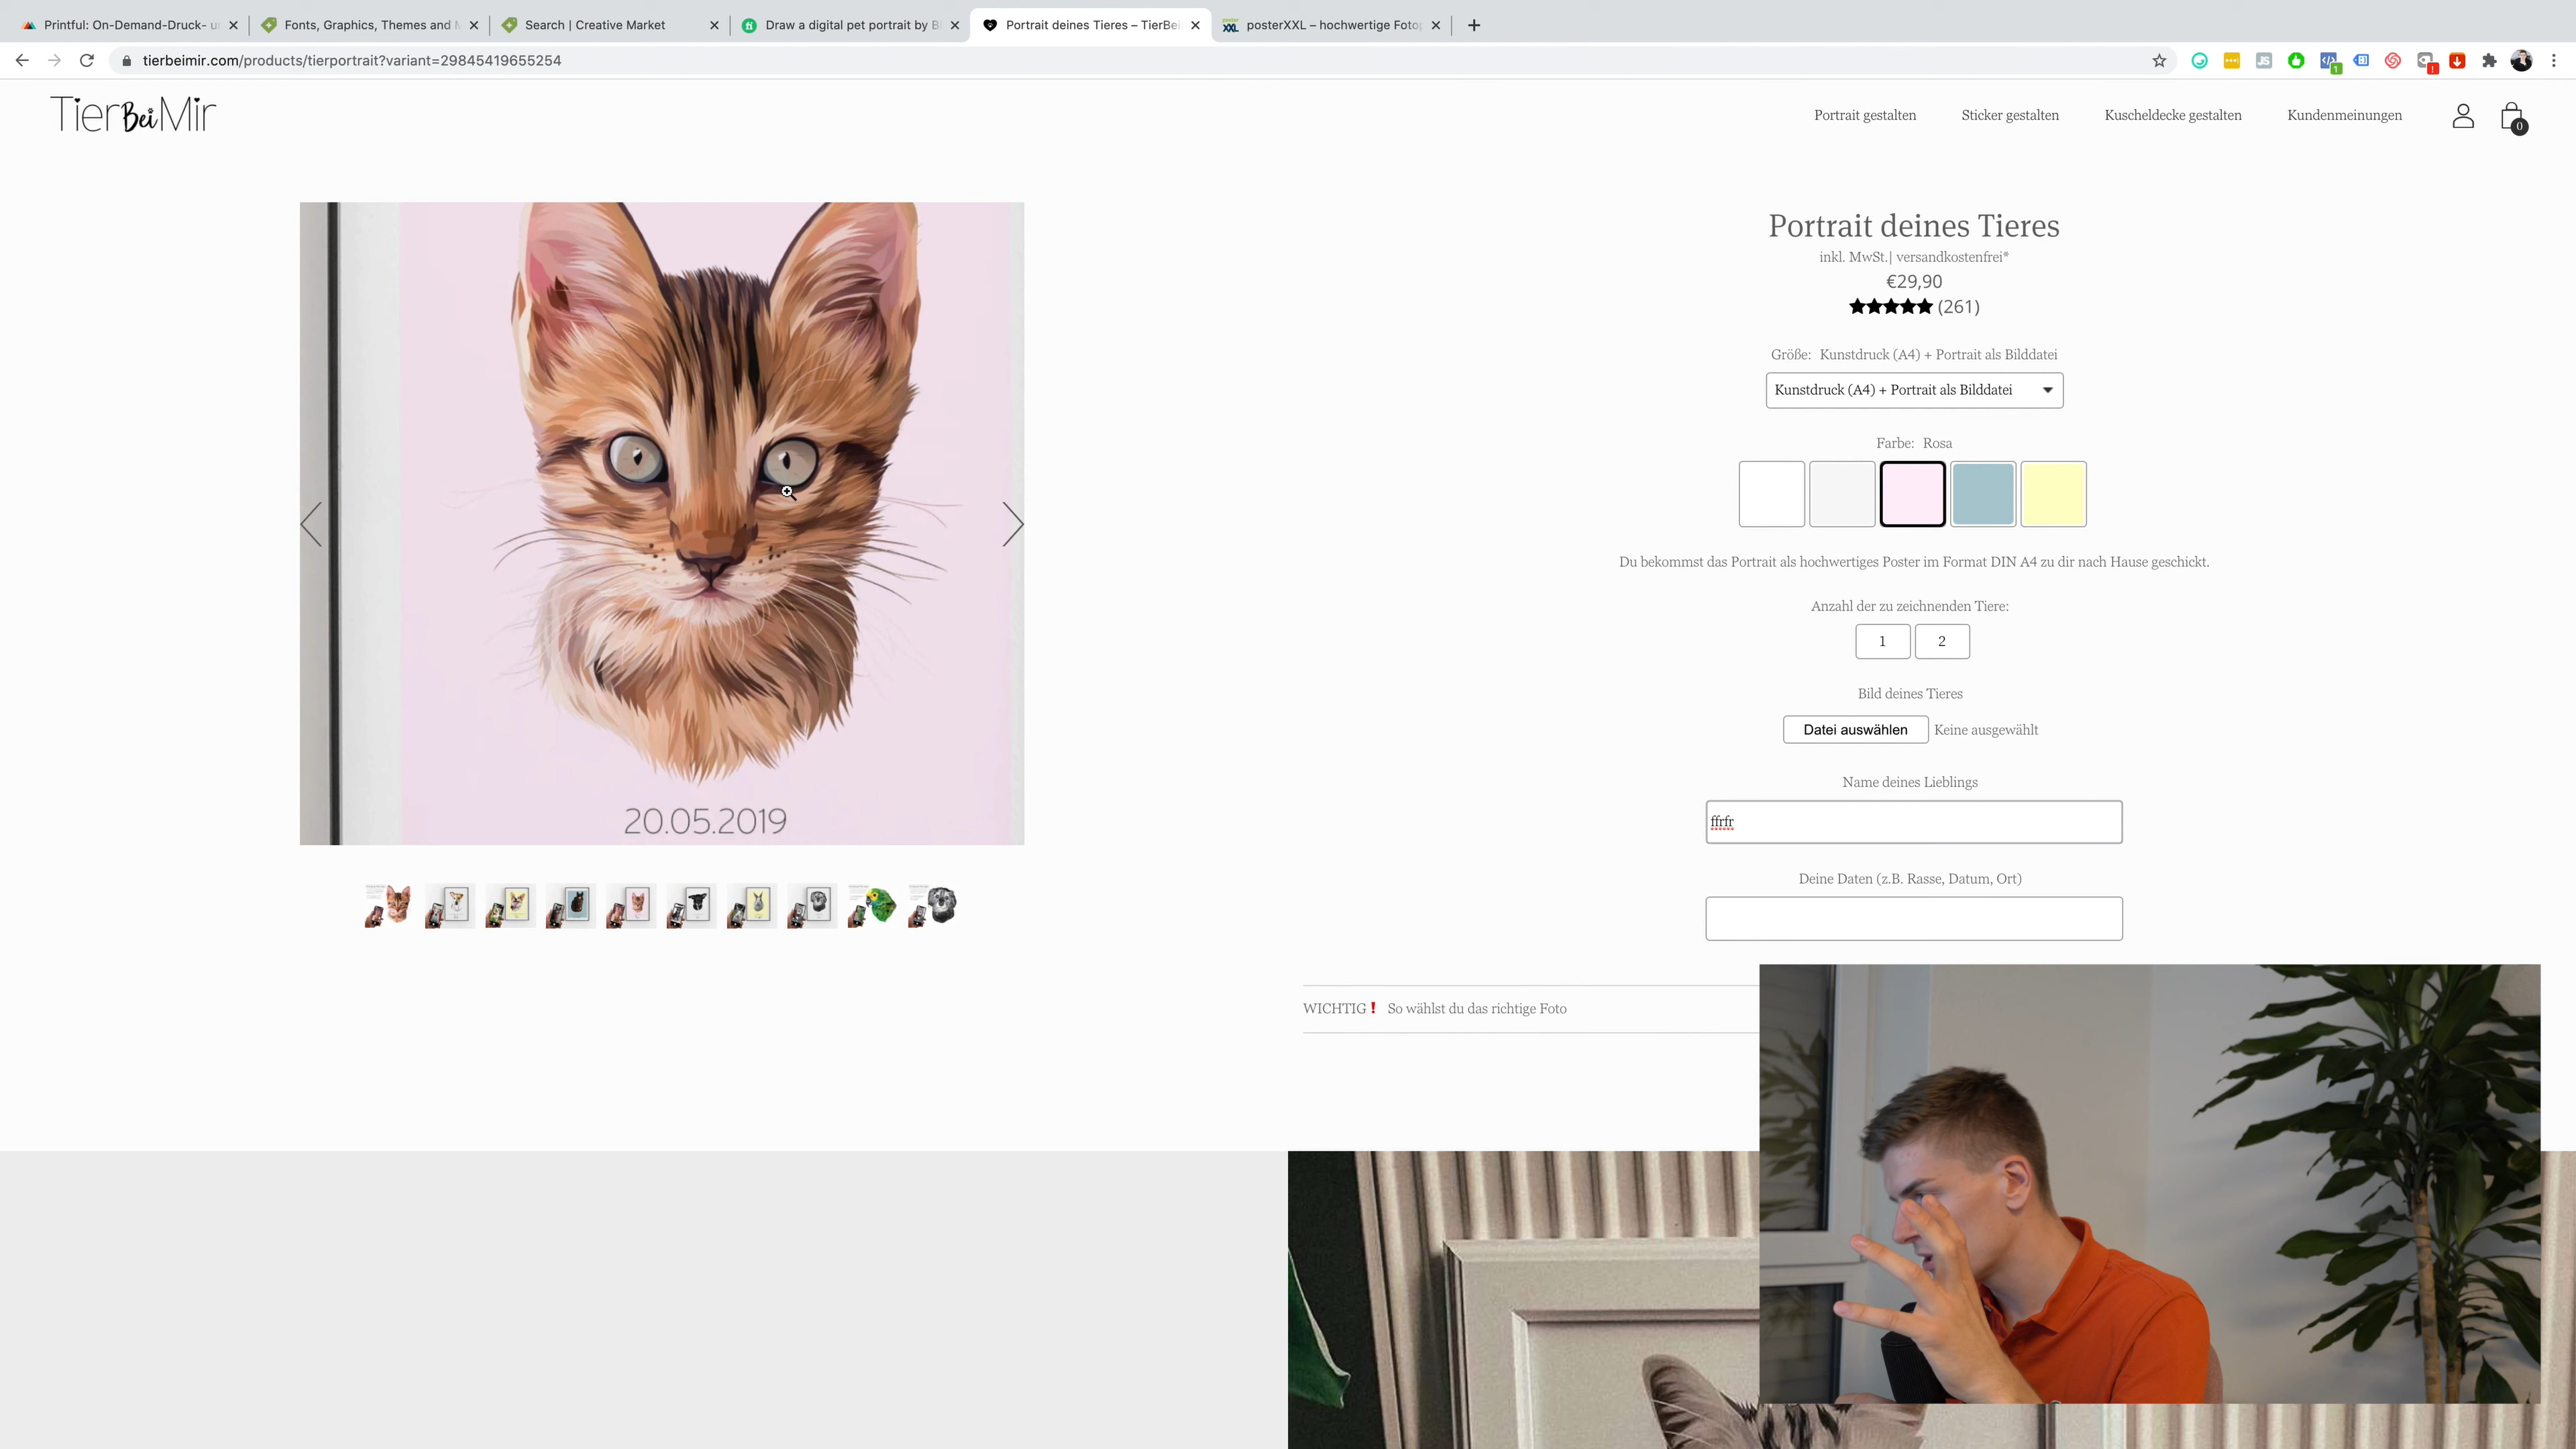 Printful: On-Demand-Druck- u
Fonts, Graphics, Themes and M
Search | Creative Market
Draw a digital pet portrait by B
Portrait deines Tieres – TierBei
posterXXL – hochwertige Fotop
tierbeimir.com/products/tierportrait?variant=29845419655254
TierBeiMir
Portrait gestalten
Sticker gestalten
Kuscheldecke gestalten
Kundenmeinungen
0
Portrait deines Tieres
inkl. MwSt.| versandkostenfrei*
€29,90
★★★★★ (261)
Größe: Kunstdruck (A4) + Portrait als Bilddatei
Kunstdruck (A4) + Portrait als Bilddatei
Farbe: Rosa
Du bekommst das Portrait als hochwertiges Poster im Format DIN A4 zu dir nach Hause geschickt.
Anzahl der zu zeichnenden Tiere:
1 2
Bild deines Tieres
Datei auswählen Keine ausgewählt
Name deines Lieblings
ffrfr
Deine Daten (z.B. Rasse, Datum, Ort)
20.05.2019
WICHTIG ! So wählst du das richtige Foto